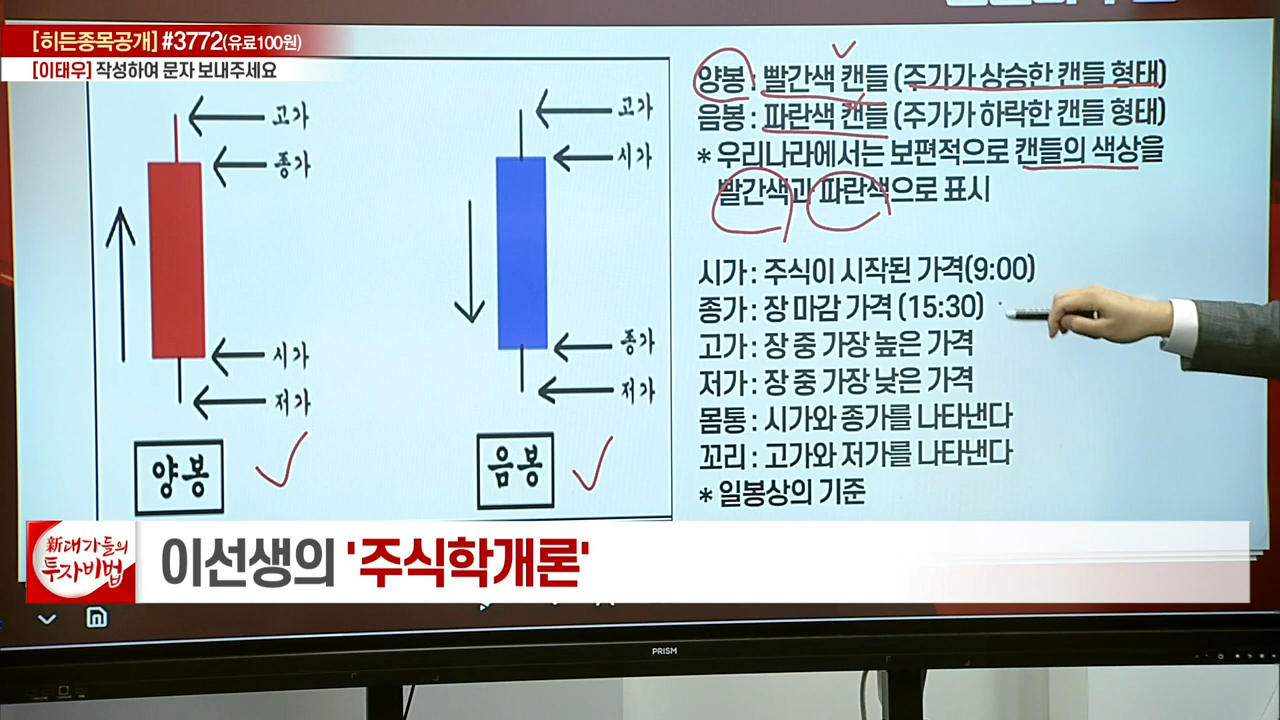 [히든종목공개] #3772(유료100원)
[이태우] 작성하여 문자 보내주세요
고가
종가
시가
저가
양봉
고가
시가
종가
저가
음봉
양봉 : 빨간색 캔들 (주가가 상승한 캔들 형태)
음봉 : 파란색 캔들 (주가가 하락한 캔들 형태)
* 우리나라에서는 보편적으로 캔들의 색상을
빨간색과 파란색으로 표시
시가 : 주식이 시작된 가격(9:00)
종가 : 장 마감 가격 (15:30)
고가 : 장 중 가장 높은 가격
저가 : 장 중 가장 낮은 가격
몸통 : 시가와 종가를 나타낸다
꼬리 : 고가와 저가를 나타낸다
* 일봉상의 기준
新대가들의
투자비법
이선생의 '주식학개론'
PRISM